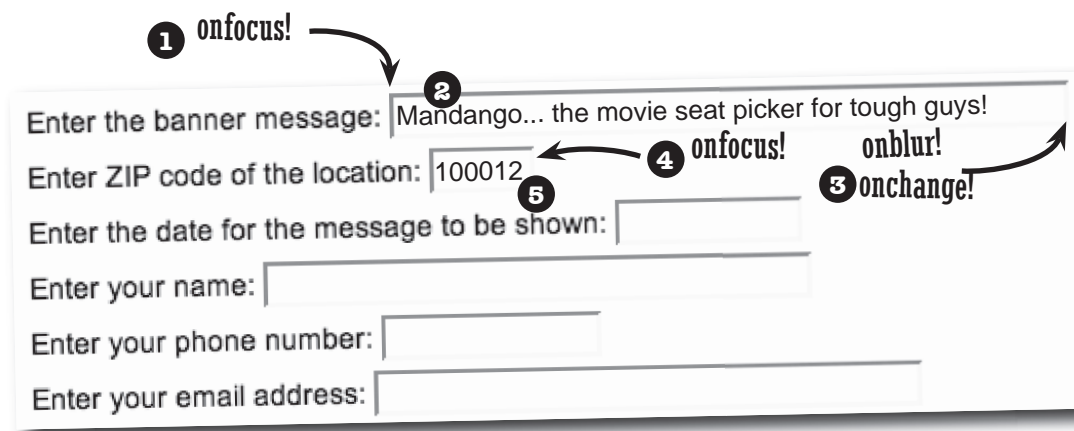 1 onfocus!
2
Enter the banner message: Mandango... the movie seat picker for tough guys!
Enter ZIP code of the location: 100012 4 onfocus! onblur!
5 3 onchange!
Enter the date for the message to be shown:
Enter your name:
Enter your phone number:
Enter your email address: